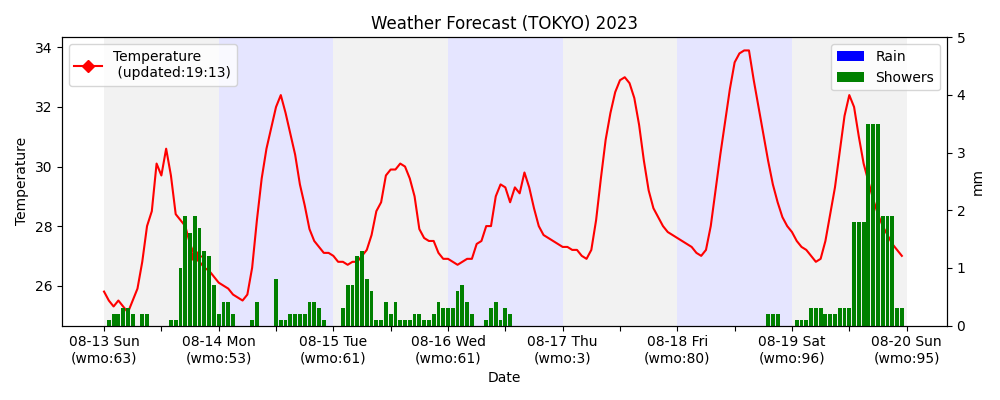 Weather Forecast (TOKYO) 2023
Temperature
(updated:19:13)
Rain
Showers
Temperature
34
32
30
28
26
5
4
3
2
1
0
mm
08-13 Sun
(wmo:63)
08-14 Mon
(wmo:53)
08-15 Tue
(wmo:61)
08-16 Wed
(wmo:61)
08-17 Thu
(wmo:3)
08-18 Fri
(wmo:80)
08-19 Sat
(wmo:96)
08-20 Sun
(wmo:95)
Date